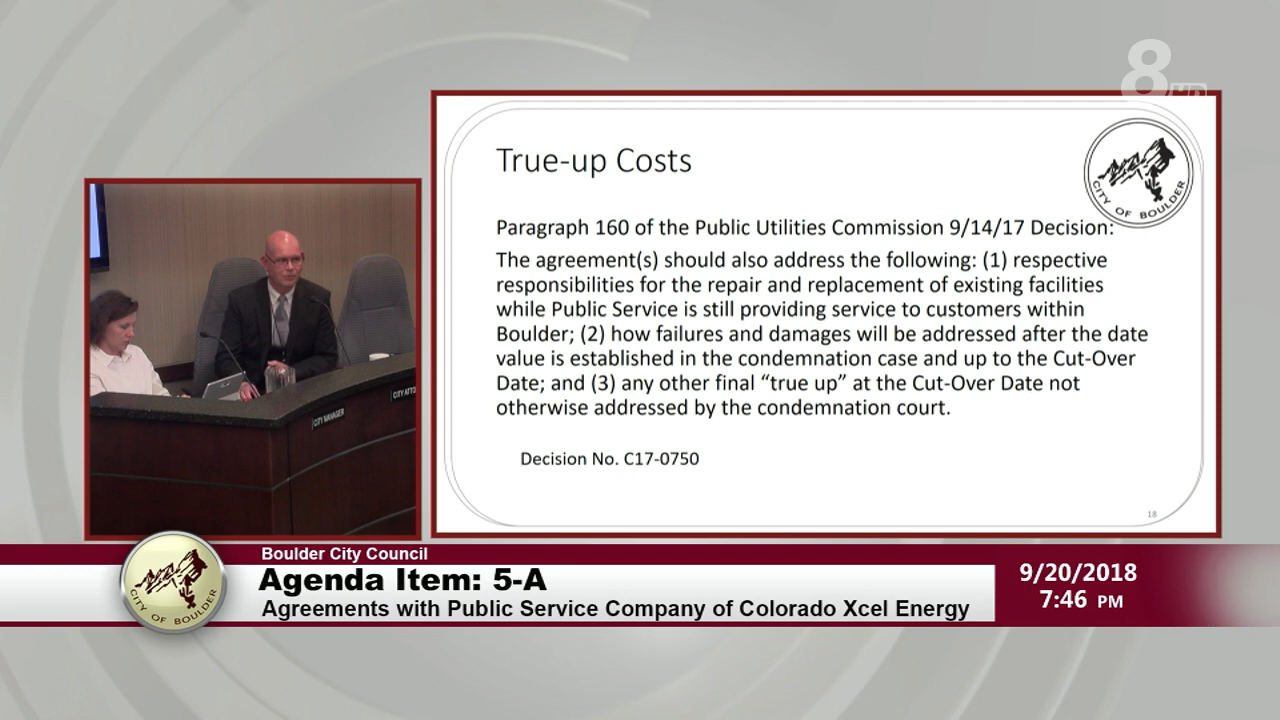 8 HD
True-up Costs
CITY OF BOULDER
Paragraph 160 of the Public Utilities Commission 9/14/17 Decision:
The agreement(s) should also address the following: (1) respective
responsibilities for the repair and replacement of existing facilities
while Public Service is still providing service to customers within
Boulder; (2) how failures and damages will be addressed after the date
value is established in the condemnation case and up to the Cut-Over
Date; and (3) any other final “true up” at the Cut-Over Date not
otherwise addressed by the condemnation court.
Decision No. C17-0750
18
CITY MANAGER
CITY ATTO
CITY OF BOULDER
Boulder City Council
Agenda Item: 5-A
Agreements with Public Service Company of Colorado Xcel Energy
9/20/2018
7:46 PM